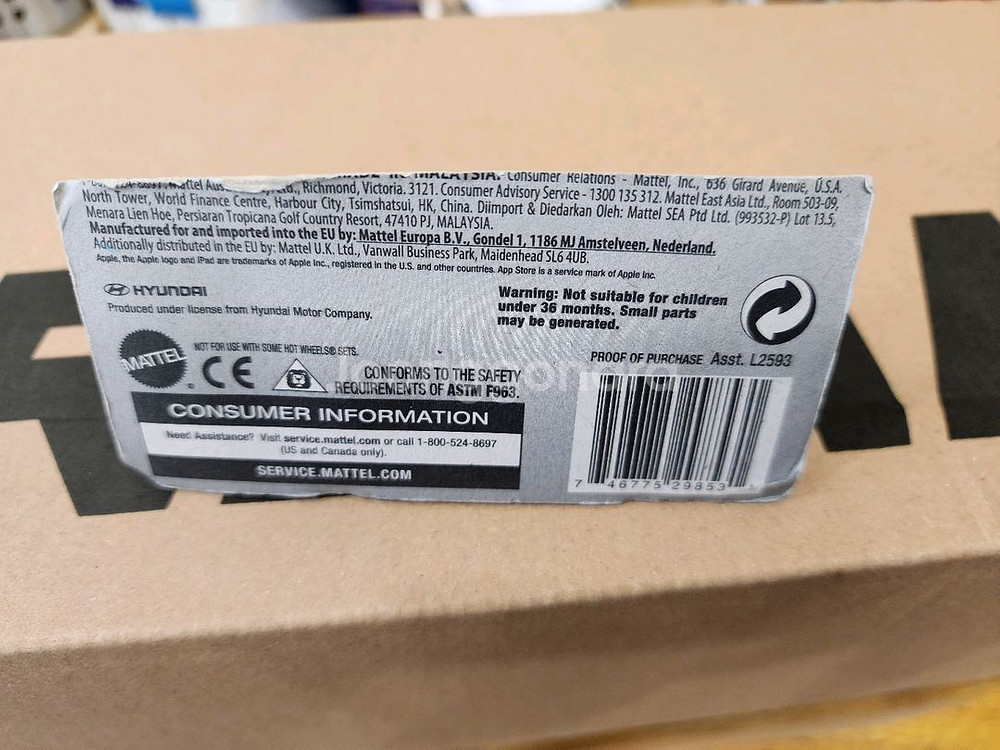 MALAYSIA. Consumer Relations - Mattel, Inc., 636 Girard Avenue, U.S.A.
Richmond, Victoria. 3121. Consumer Advisory Service - 1300 135 312. Mattel East Asia Ltd., Room 503-09,
North Tower, World Finance Centre, Harbour City, Tsimshatsui, HK, China. Diimport & Diedarkan Oleh: Mattel SEA Ptd Ltd. (993532-P) Lot 13.5,
Menara Lien Hoe, Persiaran Tropicana Golf Country Resort, 47410 PJ, MALAYSIA.
Manufactured for and imported into the EU by: Mattel Europa B.V., Gondel 1, 1186 MJ Amstelveen, Nederland.
Additionally distributed in the EU by: Mattel U.K. Ltd., Vanwall Business Park, Maidenhead SL6 4UB.
Apple, the Apple logo and iPad are trademarks of Apple Inc., registered in the U.S. and other countries. App Store is a service mark of Apple Inc.
HYUNDAI
Produced under license from Hyundai Motor Company.
Warning: Not suitable for children
under 36 months. Small parts
may be generated.
MATTEL
NOT FOR USE WITH SOME HOT WHEELS® SETS.
CE
CONFORMS TO THE SAFETY
REQUIREMENTS OF ASTM F963.
PROOF OF PURCHASE Asst. L2593
CONSUMER INFORMATION
Need Assistance? Visit service.mattel.com or call 1-800-524-8697
(US and Canada only).
SERVICE.MATTEL.COM
7 46775 29853